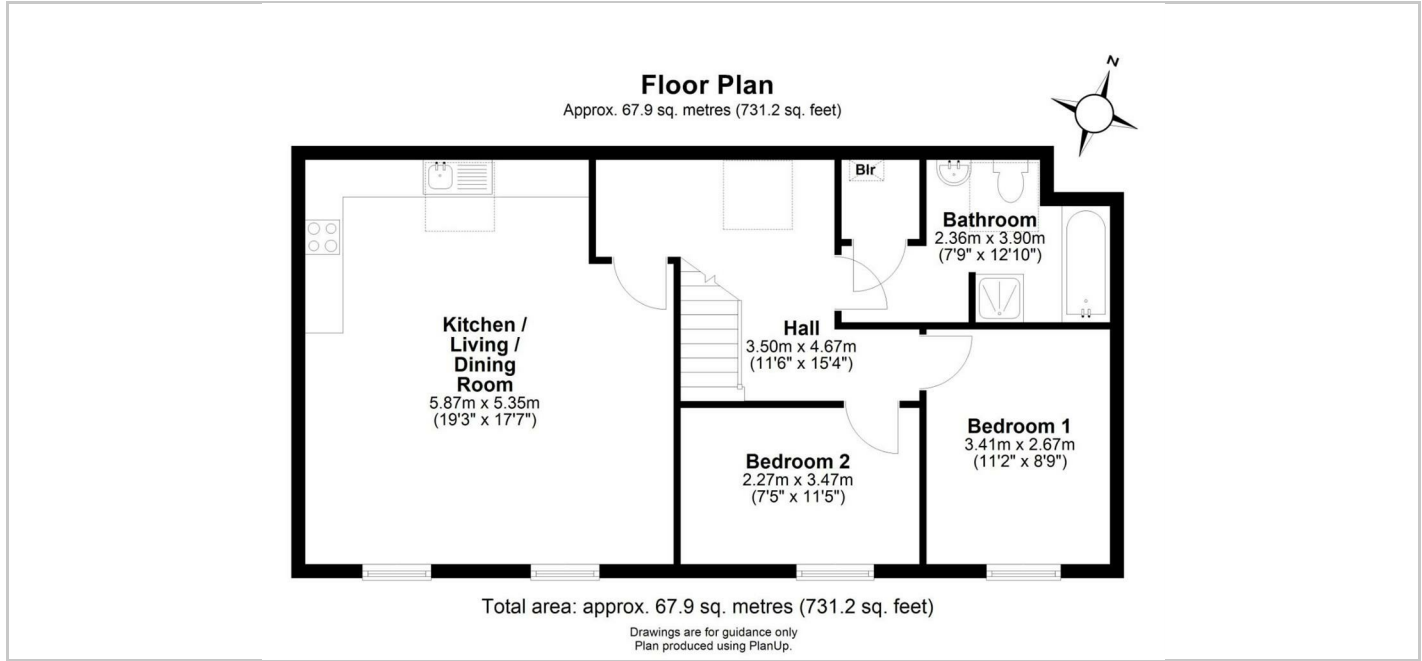 Floor Plan
Approx. 67.9 sq. metres (731.2 sq. feet)
N
Blr
Bathroom
2.36m x 3.90m
(7'9" x 12'10")
Kitchen /
Living /
Dining
Room
5.87m x 5.35m
(19'3" x 17'7")
Hall
3.50m x 4.67m
(11'6" x 15'4")
Bedroom 1
3.41m x 2.67m
(11'2" x 8'9")
Bedroom 2
2.27m x 3.47m
(7'5" x 11'5")
Total area: approx. 67.9 sq. metres (731.2 sq. feet)
Drawings are for guidance only
Plan produced using PlanUp.